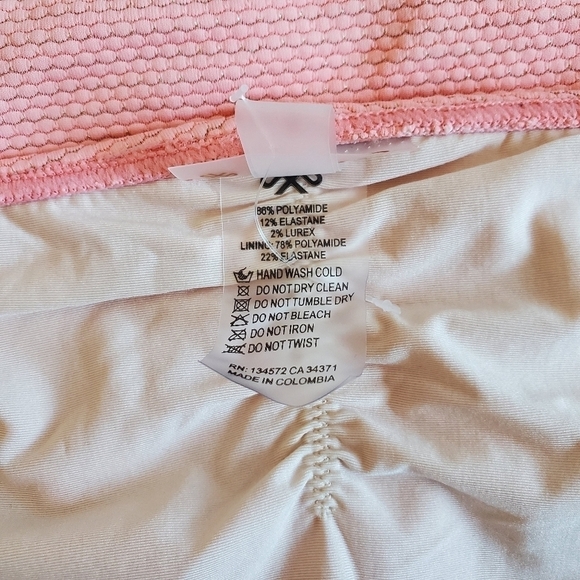 86% POLYAMIDE
12% ELASTANE
2% LUREX
LINING: 78% POLYAMIDE
22% ELASTANE
HAND WASH COLD
DO NOT DRY CLEAN
DO NOT TUMBLE DRY
DO NOT BLEACH
DO NOT IRON
DO NOT TWIST
RN: 134572 CA 34371
MADE IN COLOMBIA